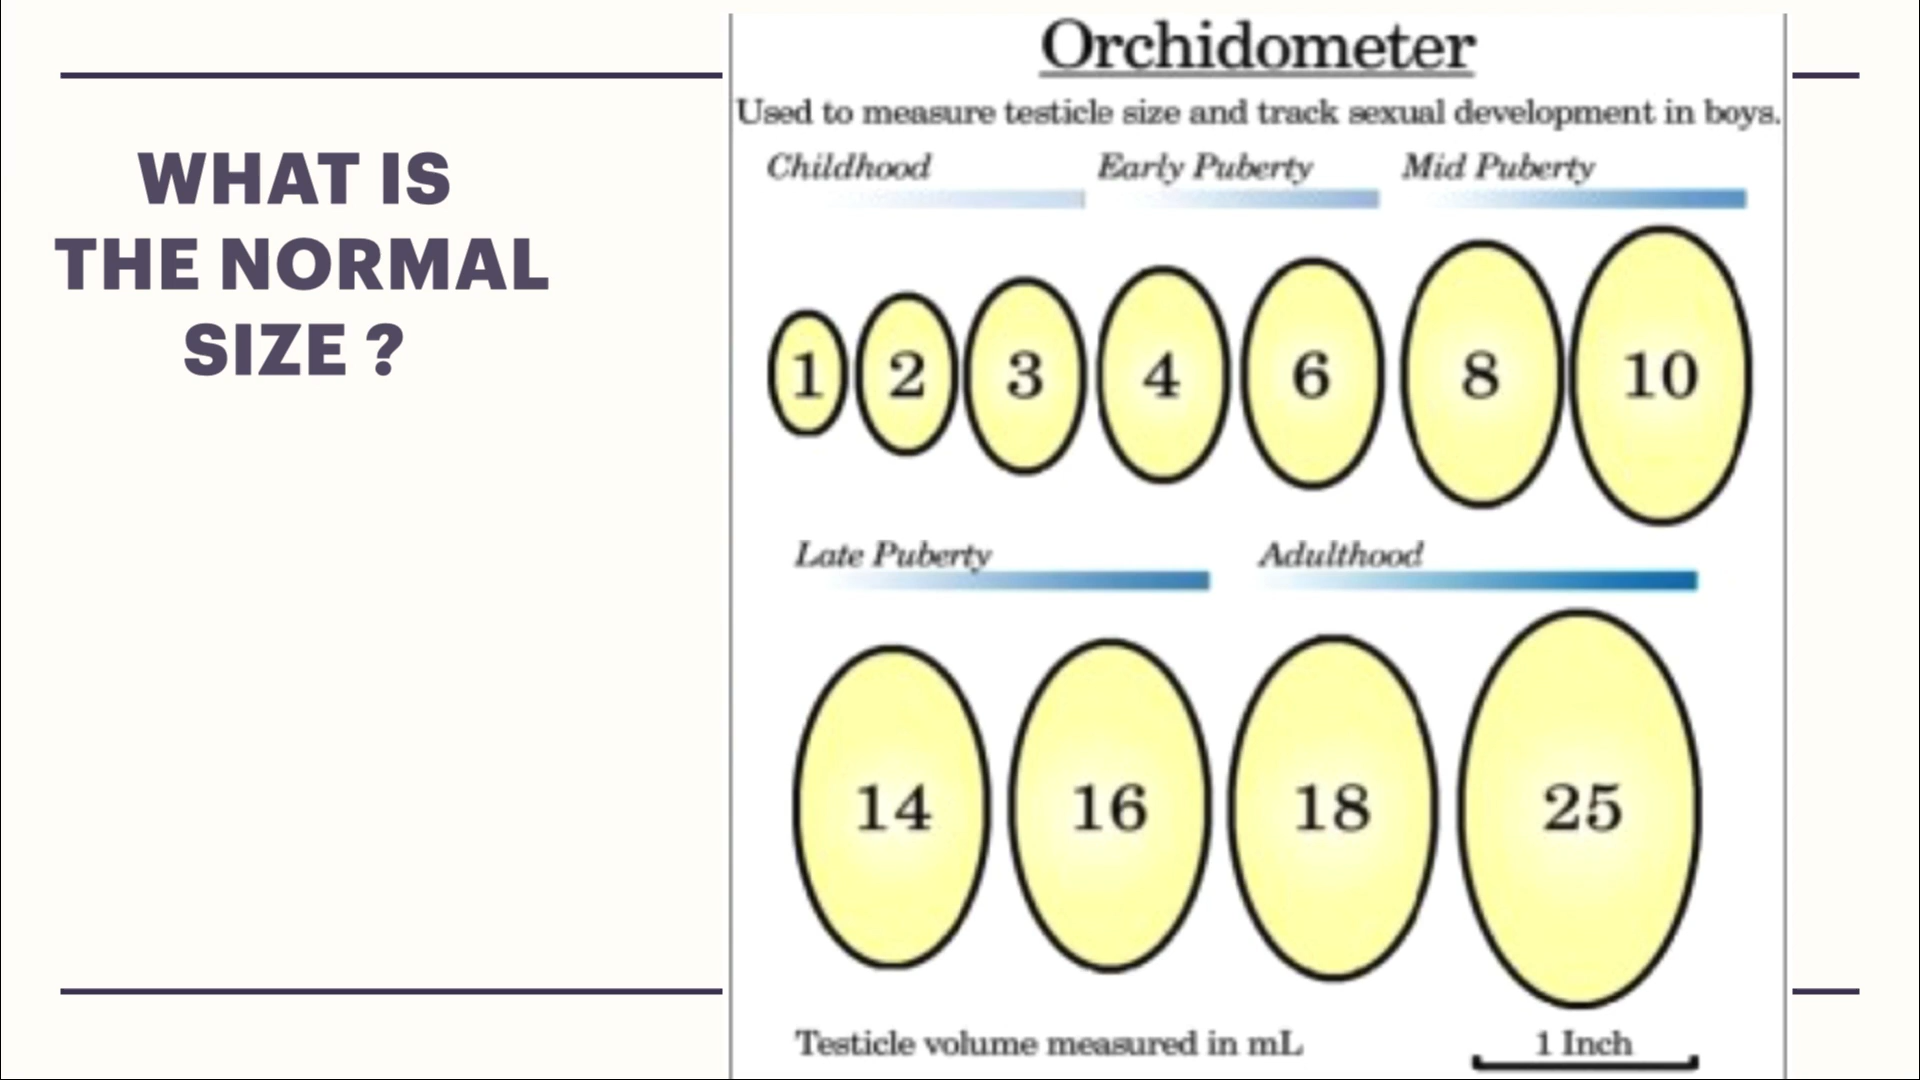 WHAT IS
THE NORMAL
SIZE ?
Orchidometer
Used to measure testicle size and track sexual development in boys.
Childhood Early Puberty Mid Puberty
1 2 3 4 6 8 10
Late Puberty Adulthood
14 16 18 25
Testicle volume measured in mL 1 Inch